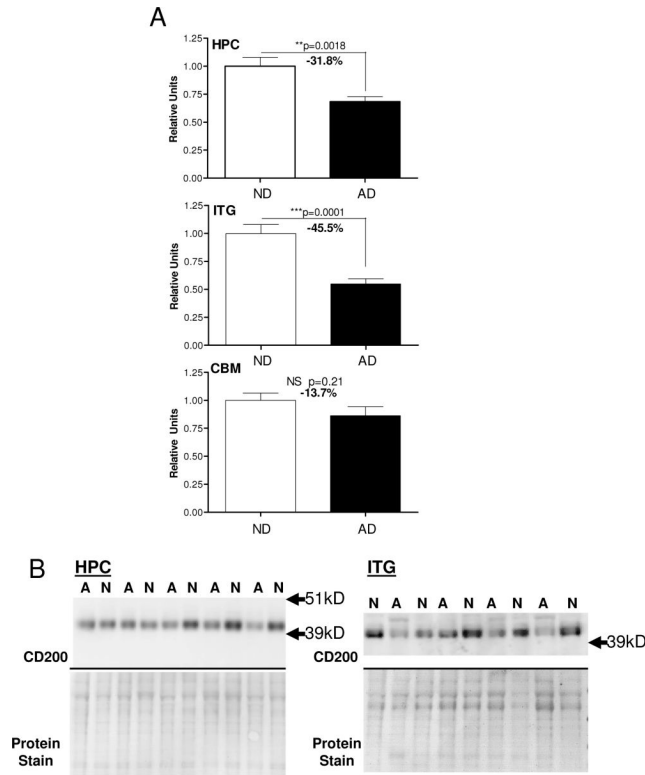 A
HPC
**p=0.0018
-31.8%
Relative Units
1.25
1.00
0.75
0.50
0.25
0.00
ND AD
ITG
***p=0.0001
-45.5%
Relative Units
1.25
1.00
0.75
0.50
0.25
0.00
ND AD
CBM
NS p=0.21
-13.7%
Relative Units
1.25
1.00
0.75
0.50
0.25
0.00
ND AD
B
HPC
A N A N A N A N A N
51kD
39kD
CD200
Protein
Stain
ITG
N A N A N A N A N
39kD
CD200
Protein
Stain